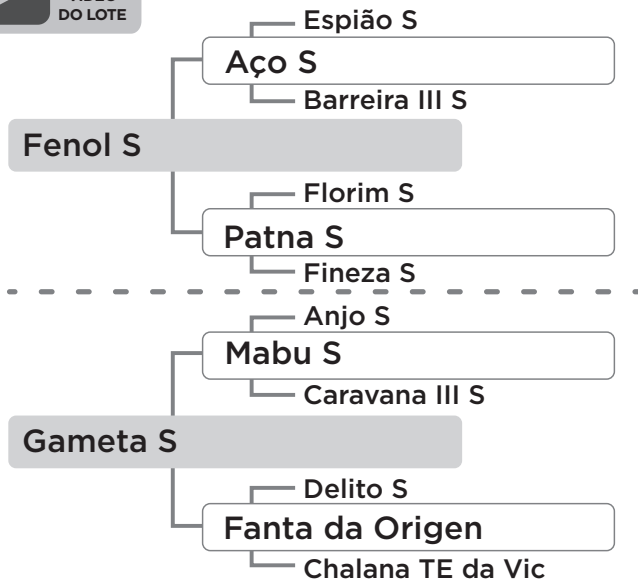 VÍDEO
DO LOTE
Espião S
Aço S
Barreira III S
Fenol S
Florim S
Patna S
Fineza S
Anjo S
Mabu S
Caravana III S
Gameta S
Delito S
Fanta da Origen
Chalana TE da Vic